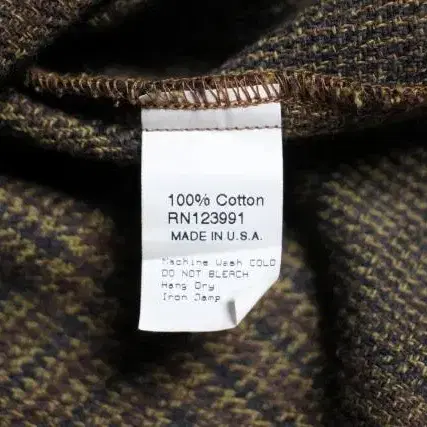 100% Cotton
RN123991
MADE IN U.S.A.
Machine Wash COLD
DO NOT BLEACH
Hang Dry
Iron Damp